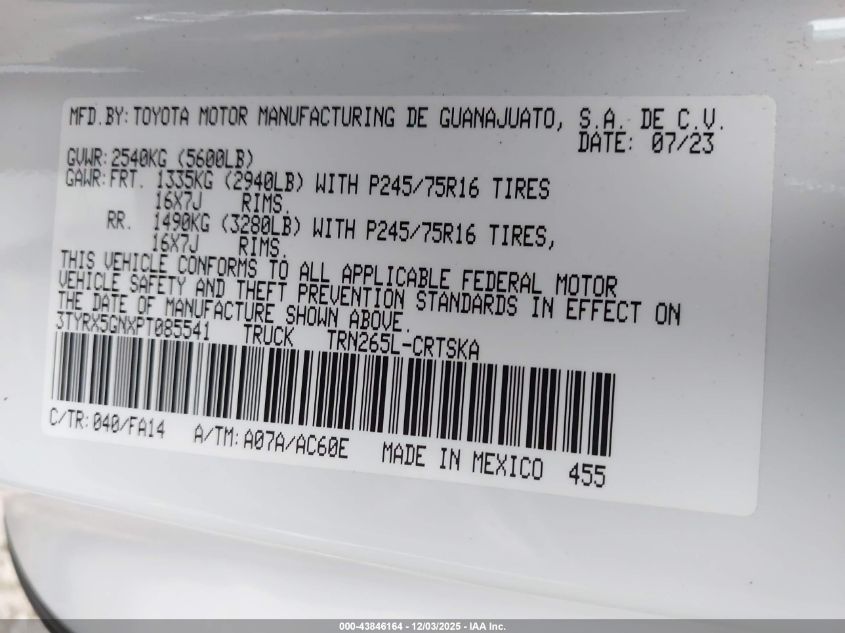 MFD.BY: TOYOTA MOTOR MANUFACTURING DE GUANAJUATO, S.A. DE C.V.
DATE: 07/23
GVWR: 2540KG (5600LB)
GAWR: FRT. 1335KG (2940LB) WITH P245/75R16 TIRES
16X7J RIMS.
RR. 1490KG (3280LB) WITH P245/75R16 TIRES,
16X7J RIMS.
THIS VEHICLE CONFORMS TO ALL APPLICABLE FEDERAL MOTOR
VEHICLE SAFETY AND THEFT PREVENTION STANDARDS IN EFFECT ON
THE DATE OF MANUFACTURE SHOWN ABOVE.
3TYRX5GNXPT085541 TRUCK TRN265L-CRTSKA
C/TR: 040/FA14 A/TM: A07A/AC60E MADE IN MEXICO 455
000-43846164 - 12/03/2025 - IAA Inc.